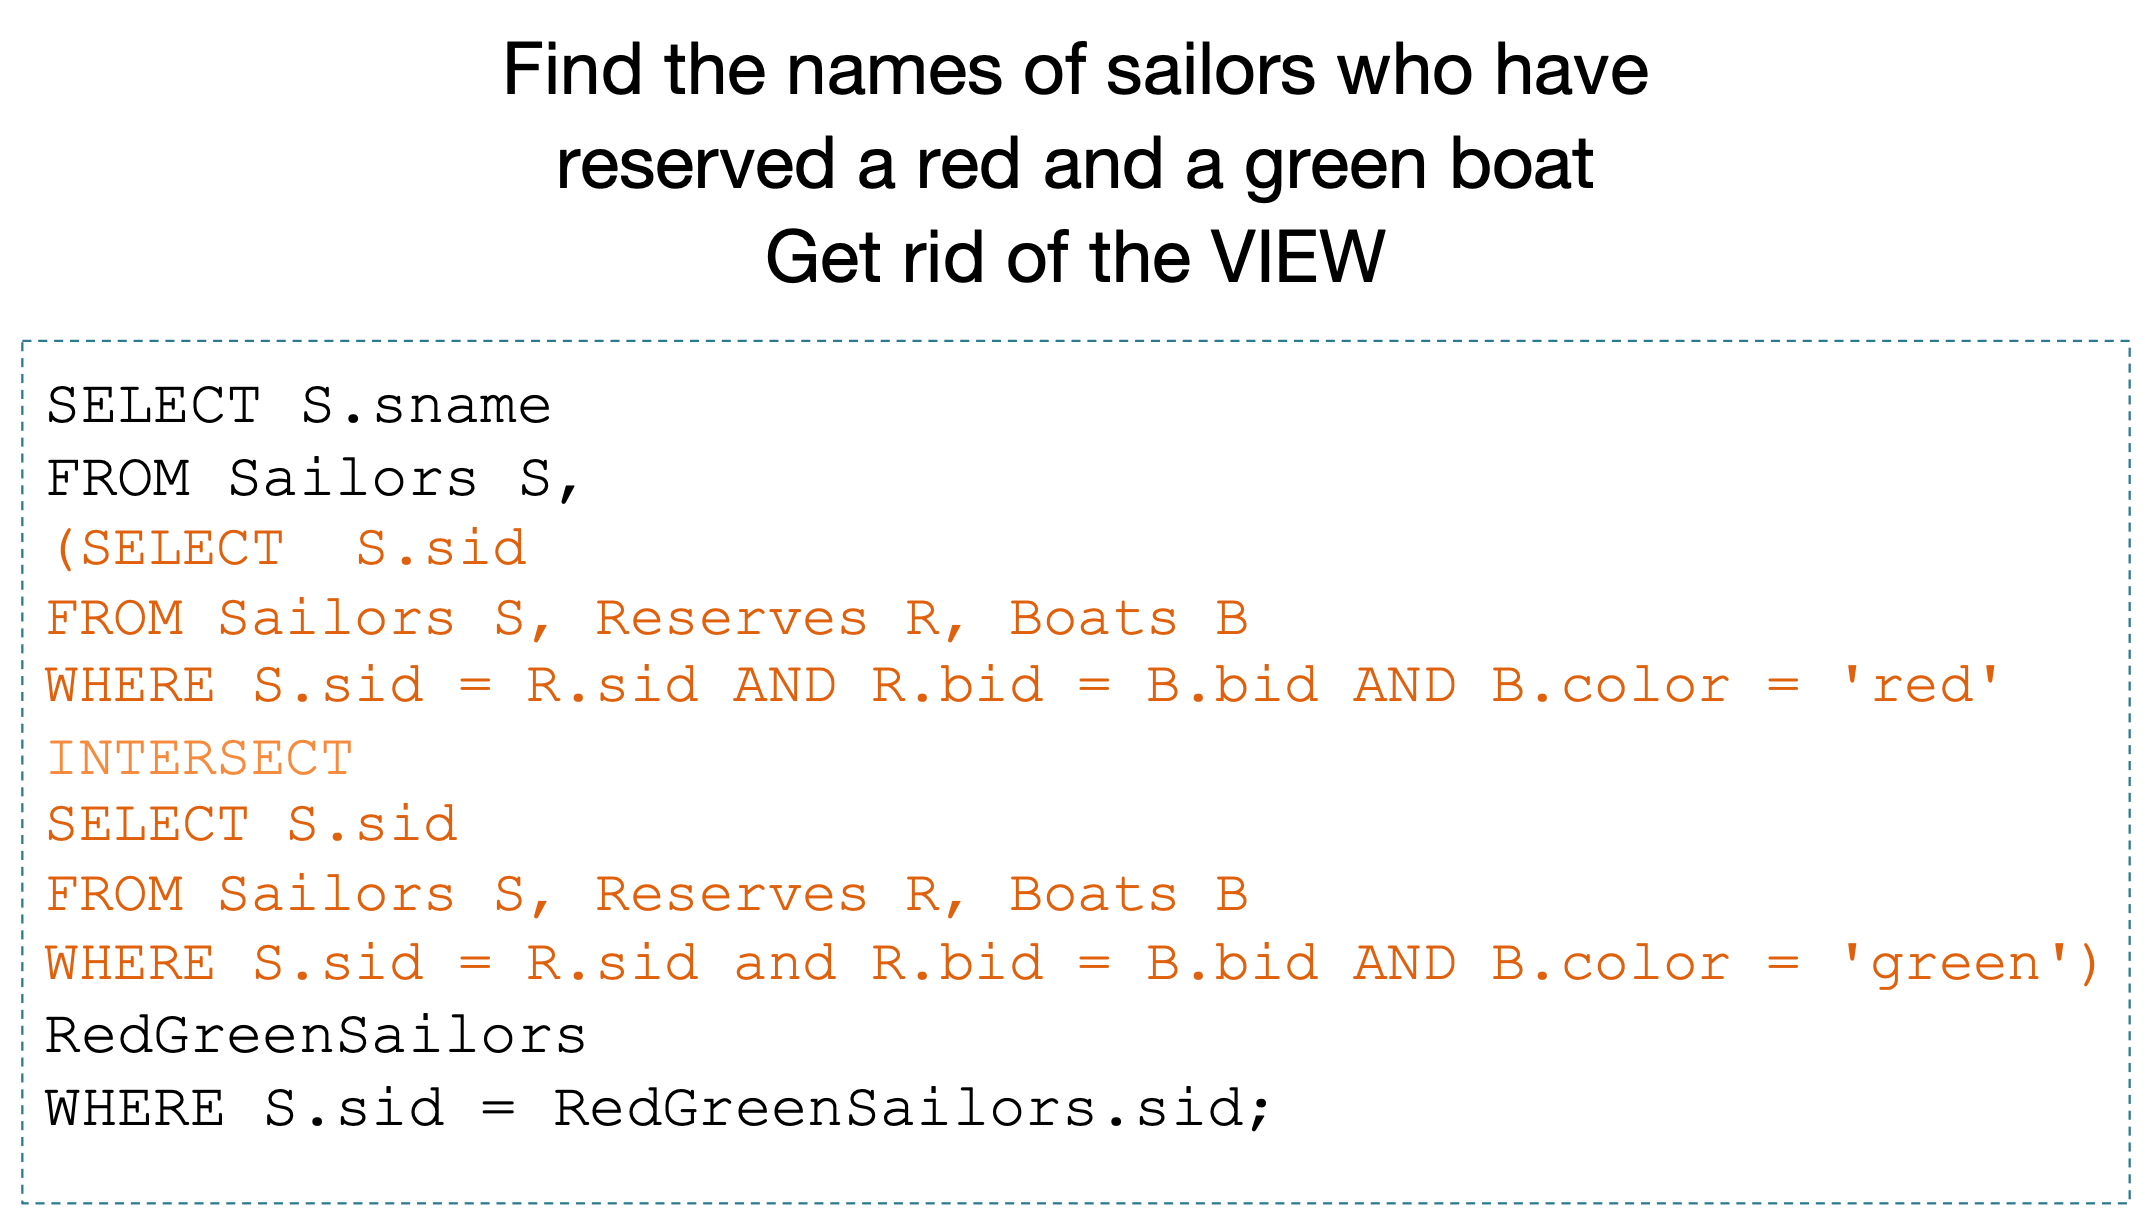 Find the names of sailors who have
reserved a red and a green boat
Get rid of the VIEW
SELECT S.sname
FROM Sailors S,
(SELECT  S.sid
FROM Sailors S, Reserves R, Boats B
WHERE S.sid = R.sid AND R.bid = B.bid AND B.color = 'red'
INTERSECT
SELECT S.sid
FROM Sailors S, Reserves R, Boats B
WHERE S.sid = R.sid and R.bid = B.bid AND B.color = 'green')
RedGreenSailors
WHERE S.sid = RedGreenSailors.sid;